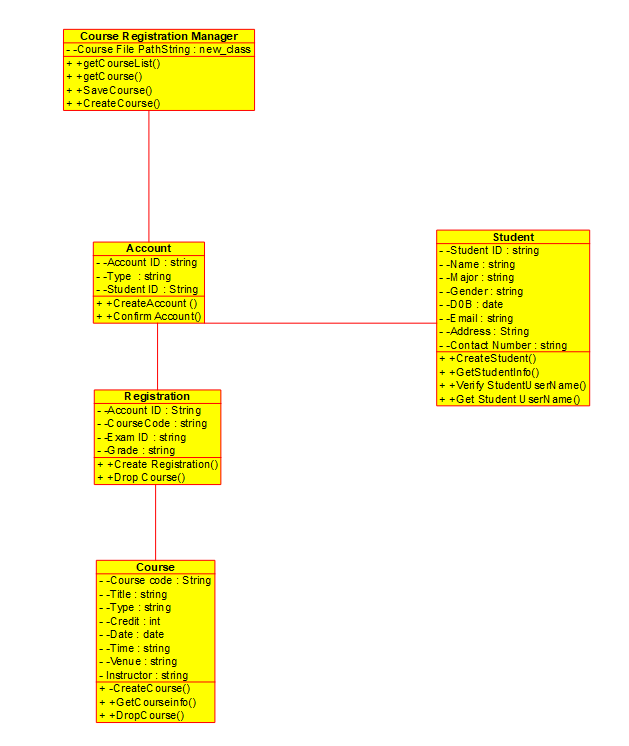 Course Registration Manager
- -Course File PathString : new_class
+ +getCourseList()
+ +getCourse()
+ +SaveCourse()
+ +CreateCourse()
Account
- -Account ID : string
- -Type : string
- -Student ID : String
+ +CreateAccount ()
+ +Confirm Account()
Student
- -Student ID : string
- -Name : string
- -Major : string
- -Gender : string
- -D0B : date
- -Email : string
- -Address : String
- -Contact Number : string
+ +CreateStudent()
+ +GetStudentInfo()
+ +Verify StudentUserName()
+ +Get Student UserName()
Registration
- -Account ID : String
- -CourseCode : string
- -Exam ID : string
- -Grade : string
+ +Create Registration()
+ +Drop Course()
Course
- -Course code : String
- -Title : string
- -Type : string
- -Credit : int
- -Date : date
- -Time : string
- -Venue : string
- Instructor : string
+ -CreateCourse()
+ +GetCourseinfo()
+ +DropCourse()